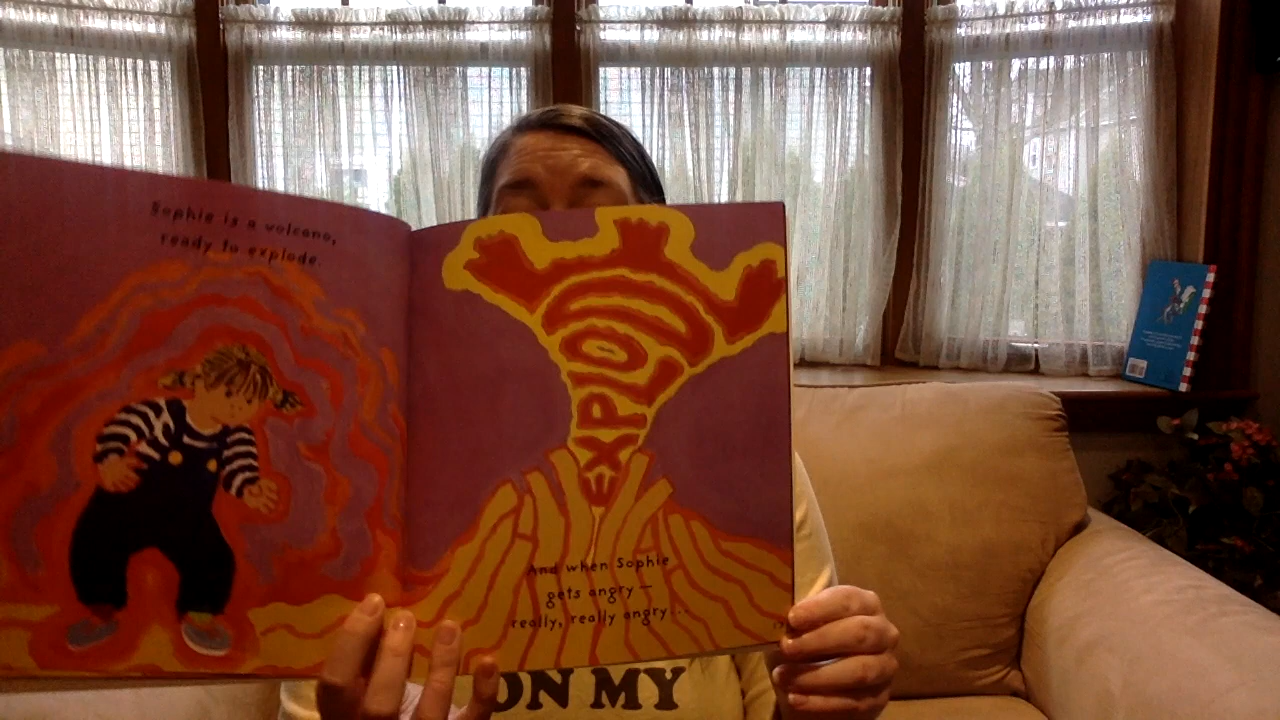 Sophie is a volcano,
ready to explode.
EXPLODE
And when Sophie
gets angry—
really, really angry...
ON MY